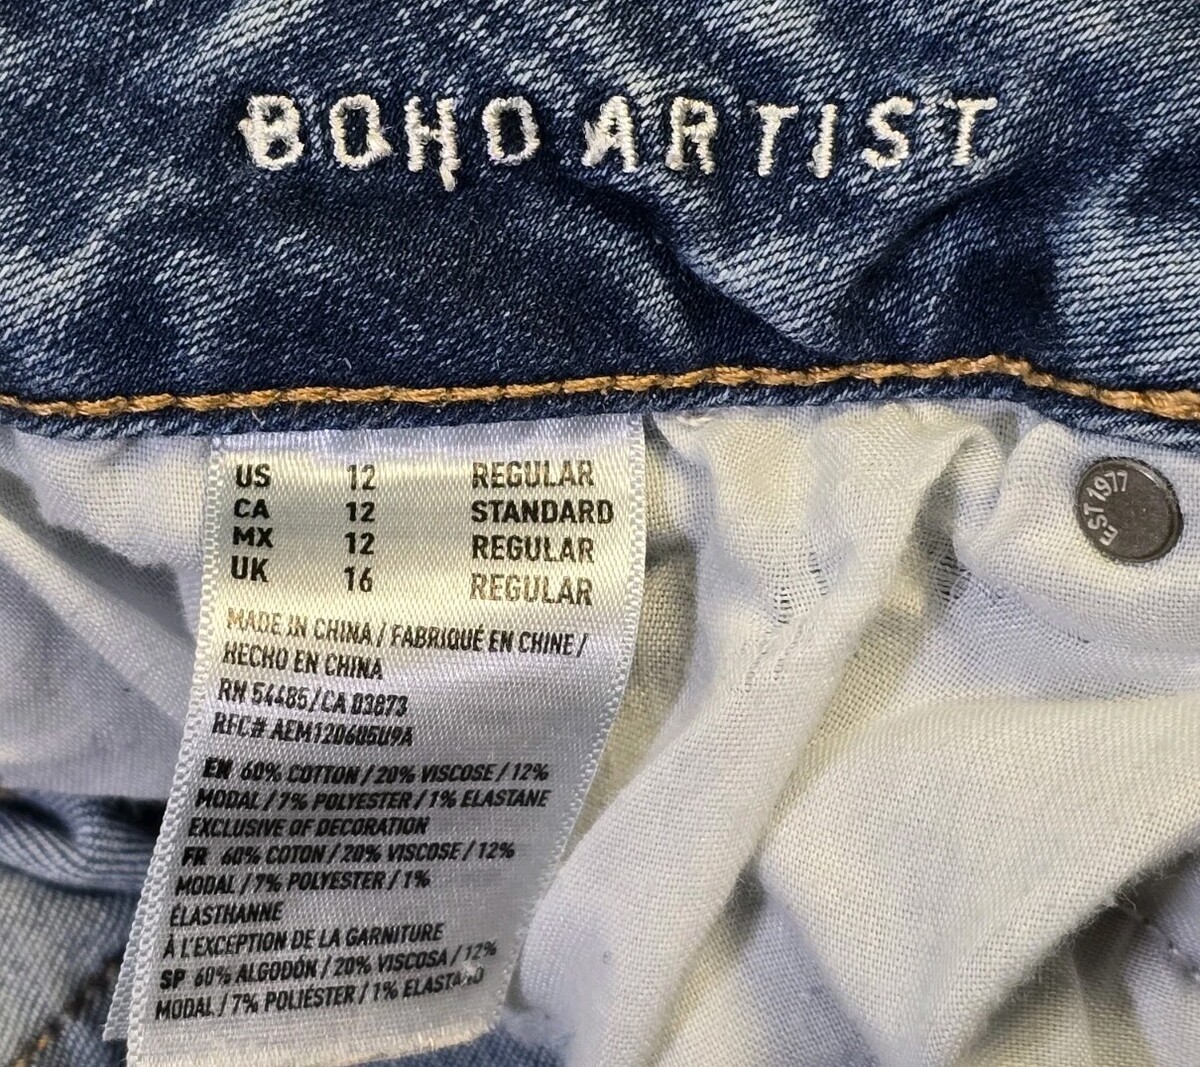 BOHO ARTIST
US 12 REGULAR
CA 12 STANDARD
MX 12 REGULAR
UK 16 REGULAR
EST 1977
MADE IN CHINA / FABRIQUÉ EN CHINE /
HECHO EN CHINA
RN 54485 / CA 03873
RFC# AEM120605U9A
EN 60% COTTON / 20% VISCOSE / 12%
MODAL / 7% POLYESTER / 1% ELASTANE
EXCLUSIVE OF DECORATION
FR 60% COTON / 20% VISCOSE / 12%
MODAL / 7% POLYESTER / 1%
ÉLASTHANNE
À L'EXCEPTION DE LA GARNITURE
SP 60% ALGODÓN / 20% VISCOSA / 12%
MODAL / 7% POLIÉSTER / 1% ELASTANO